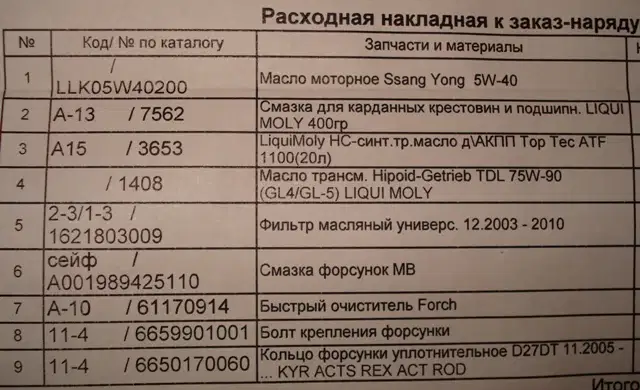 Расходная накладная к заказ-наряду
№ Код/ № по каталогу Запчасти и материалы
1 / LLK05W40200 Масло моторное Ssang Yong 5W-40
2 А-13 / 7562 Смазка для карданных крестовин и подшипн. LIQUI
MOLY 400гр
3 А15 / 3653 LiquiMoly НС-синт.тр.масло д\АКПП Top Tec ATF
1100(20л)
4 / 1408 Масло трансм. Hipoid-Getrieb TDL 75W-90
(GL4/GL-5) LIQUI MOLY
5 2-3/1-3 /
1621803009 Фильтр масляный универс. 12.2003 - 2010
6 сейф /
A001989425110 Смазка форсунок МВ
7 А-10 / 61170914 Быстрый очиститель Forch
8 11-4 / 6659901001 Болт крепления форсунки
9 11-4 / 6650170060 Кольцо форсунки уплотнительное D27DT 11.2005 -
... KYR ACTS REX ACT ROD
Итого